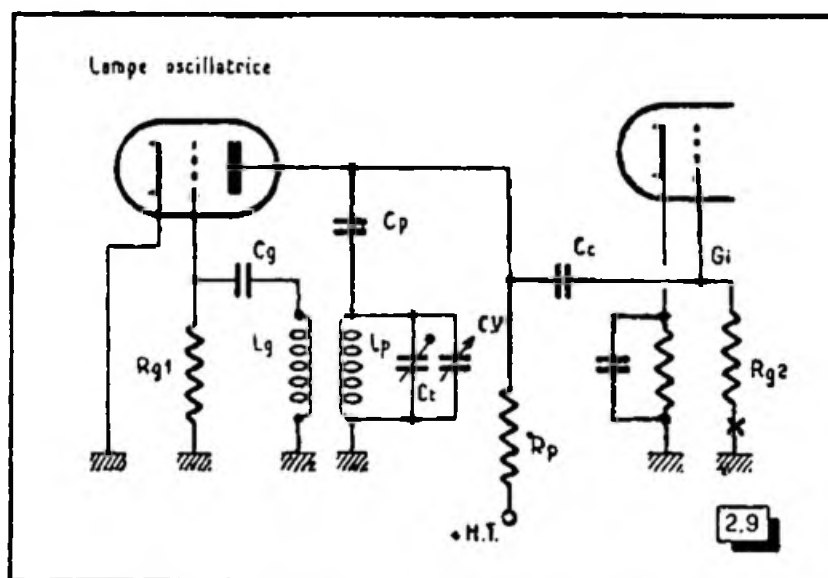 Lampe oscillatrice
Cp
Cg
Cc
Gi
Lg
Lp
CV
Rg1
Ct
Rg2
Rp
+ H.T.
2.9